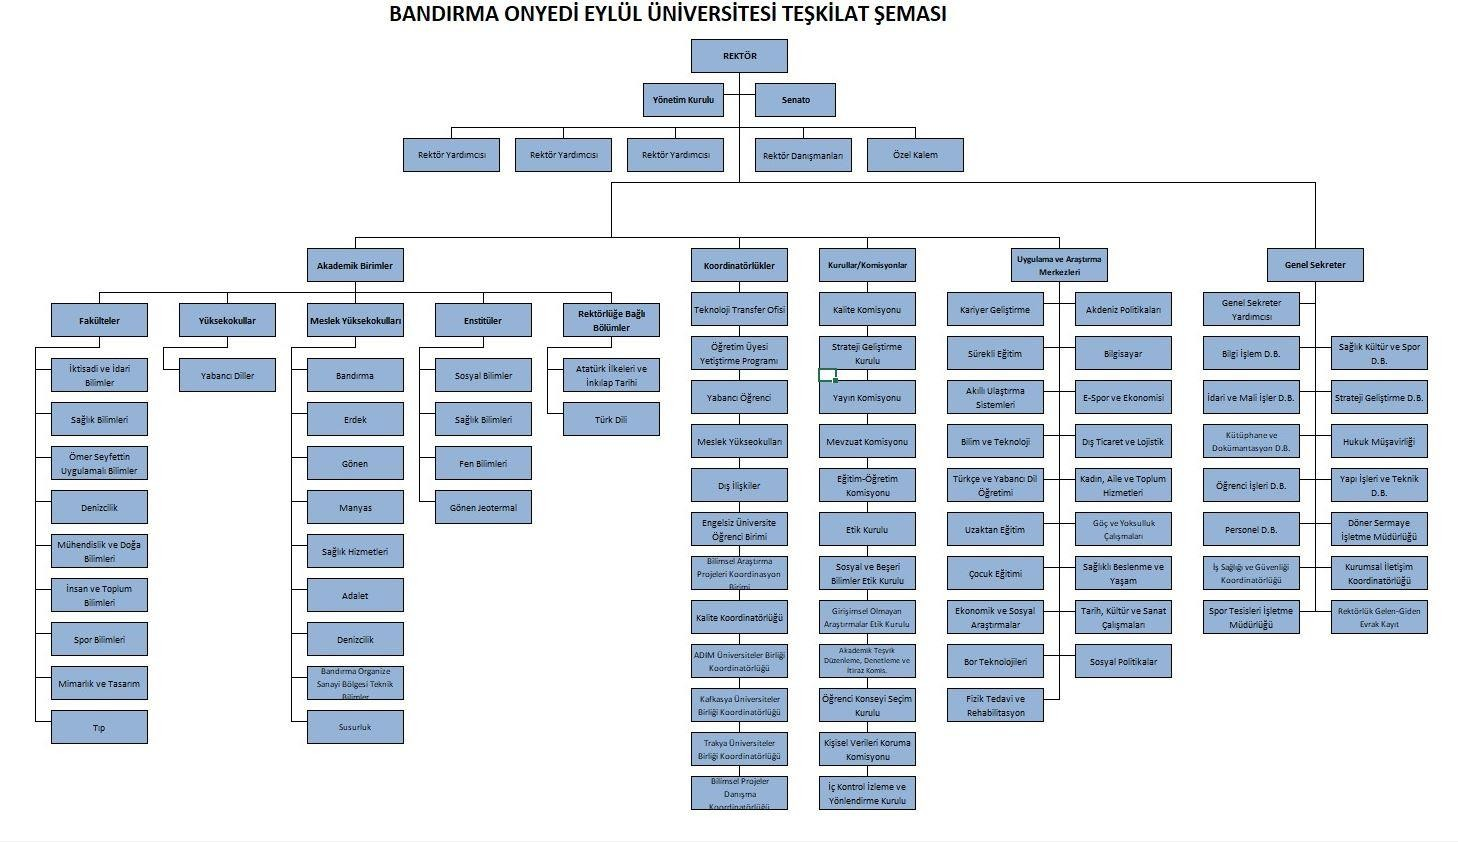 BANDIRMA ONYEDİ EYLÜL ÜNİVERSİTESİ TEŞKİLAT ŞEMASI
REKTÖR
Yönetim Kurulu
Senato
Rektör Yardımcısı
Rektör Yardımcısı
Rektör Yardımcısı
Rektör Danışmanları
Özel Kalem
Akademik Birimler
Koordinatörlükler
Kurullar/Komisyonlar
Uygulama ve Araştırma
Merkezleri
Genel Sekreter
Fakülteler
Yüksekokullar
Meslek Yüksekokulları
Enstitüler
Rektörlüğe Bağlı
Bölümler
İktisadi ve İdari
Bilimler
Sağlık Bilimleri
Ömer Seyfettin
Uygulamalı Bilimler
Denizcilik
Mühendislik ve Doğa
Bilimleri
İnsan ve Toplum
Bilimleri
Spor Bilimleri
Mimarlık ve Tasarım
Tıp
Yabancı Diller
Bandırma
Erdek
Gönen
Manyas
Sağlık Hizmetleri
Adalet
Denizcilik
Bandırma Organize
Sanayi Bölgesi Teknik
Bilimler
Susurluk
Sosyal Bilimler
Sağlık Bilimleri
Fen Bilimleri
Gönen Jeotermal
Atatürk İlkeleri ve
İnkılap Tarihi
Türk Dili
Teknoloji Transfer Ofisi
Öğretim Üyesi
Yetiştirme Programı
Yabancı Öğrenci
Meslek Yükseokulları
Dış İlişkiler
Engelsiz Üniversite
Öğrenci Birimi
Bilimsel Araştırma
Projeleri Koordinasyon
Birimi
Kalite Koordinatörlüğü
ADIM Üniversiteler Birliği
Koordinatörlüğü
Kafkasya Üniversiteler
Birliği Koordinatörlüğü
Trakya Üniversiteler
Birliği Koordinatörlüğü
Bilimsel Projeler
Danışma
Koordinatörlüğü
Kalite Komisyonu
Strateji Geliştirme
Kurulu
Yayın Komisyonu
Mevzuat Komisyonu
Eğitim-Öğretim
Komisyonu
Etik Kurulu
Sosyal ve Beşeri
Bilimler Etik Kurulu
Girişimsel Olmayan
Araştırmalar Etik Kurulu
Akademik Teşvik
Düzenleme, Denetleme ve
İtiraz Komis.
Öğrenci Konseyi Seçim
Kurulu
Kişisel Verileri Koruma
Komisyonu
İç Kontrol İzleme ve
Yönlendirme Kurulu
Kariyer Geliştirme
Sürekli Eğitim
Akıllı Ulaştırma
Sistemleri
Bilim ve Teknoloji
Türkçe ve Yabancı Dil
Öğretimi
Uzaktan Eğitim
Çocuk Eğitimi
Ekonomik ve Sosyal
Araştırmalar
Bor Teknolojileri
Fizik Tedavi ve
Rehabilitasyon
Akdeniz Politikaları
Bilgisayar
E-Spor ve Ekonomisi
Dış Ticaret ve Lojistik
Kadın, Aile ve Toplum
Hizmetleri
Göç ve Yoksulluk
Çalışmaları
Sağlıklı Beslenme ve
Yaşam
Tarih, Kültür ve Sanat
Çalışmaları
Sosyal Politikalar
Genel Sekreter
Yardımcısı
Bilgi İşlem D.B.
İdari ve Mali İşler D.B.
Kütüphane ve
Dokümantasyon D.B.
Öğrenci İşleri D.B.
Personel D.B.
İş Sağlığı ve Güvenliği
Koordinatörlüğü
Spor Tesisleri İşletme
Müdürlüğü
Sağlık Kültür ve Spor
D.B.
Strateji Geliştirme D.B.
Hukuk Müşavirliği
Yapı İşleri ve Teknik
D.B.
Döner Sermaye
İşletme Müdürlüğü
Kurumsal İletişim
Koordinatörlüğü
Rektörlük Gelen-Giden
Evrak Kayıt